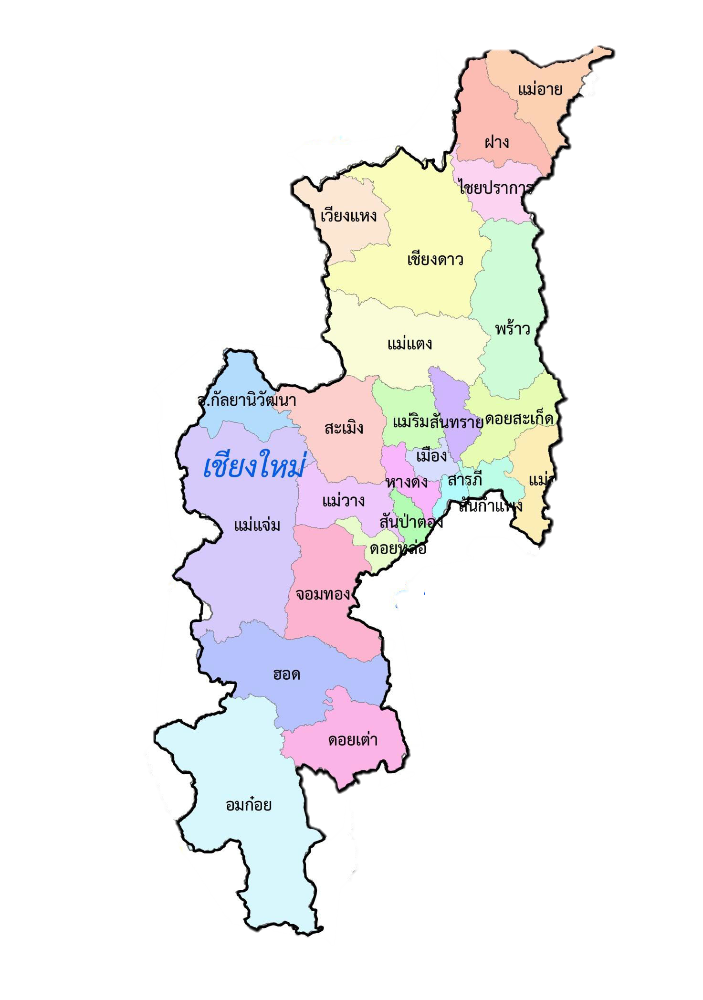 แม่อาย
ฝาง
ไชยปราการ
เวียงแหง
เชียงดาว
พร้าว
แม่แตง
อ.กัลยานิวัฒนา
สะเมิง
แม่ริม
สันทราย
ดอยสะเก็ด
เมือง
เชียงใหม่
หางดง
สารภี
แม่
แม่วาง
สันกำแพง
แม่แจ่ม
สันป่าตอง
ดอยหล่อ
จอมทอง
ฮอด
ดอยเต่า
อมก๋อย